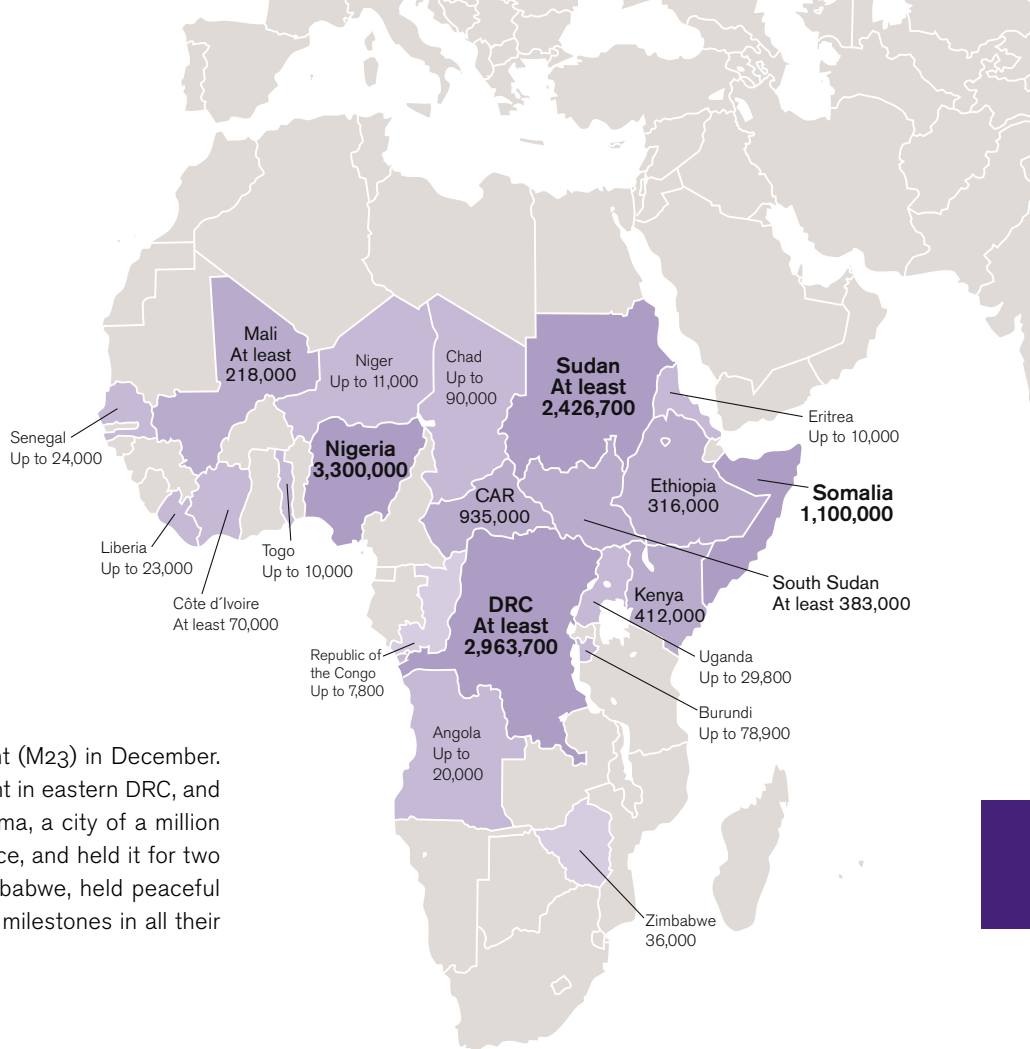 Mali
At least
218,000
Niger
Up to 11,000
Chad
Up to
90,000
Sudan
At least
2,426,700
Eritrea
Up to 10,000
Senegal
Up to 24,000
Nigeria
3,300,000
CAR
935,000
Ethiopia
316,000
Somalia
1,100,000
Liberia
Up to 23,000
Togo
Up to 10,000
Côte d´Ivoire
At least 70,000
South Sudan
At least 383,000
DRC
At least
2,963,700
Kenya
412,000
Republic of
the Congo
Up to 7,800
Uganda
Up to 29,800
Burundi
Up to 78,900
Angola
Up to
20,000
Zimbabwe
36,000
(M23) in December.
in eastern DRC, and
a city of a million
and held it for two
held peaceful
milestones in all their